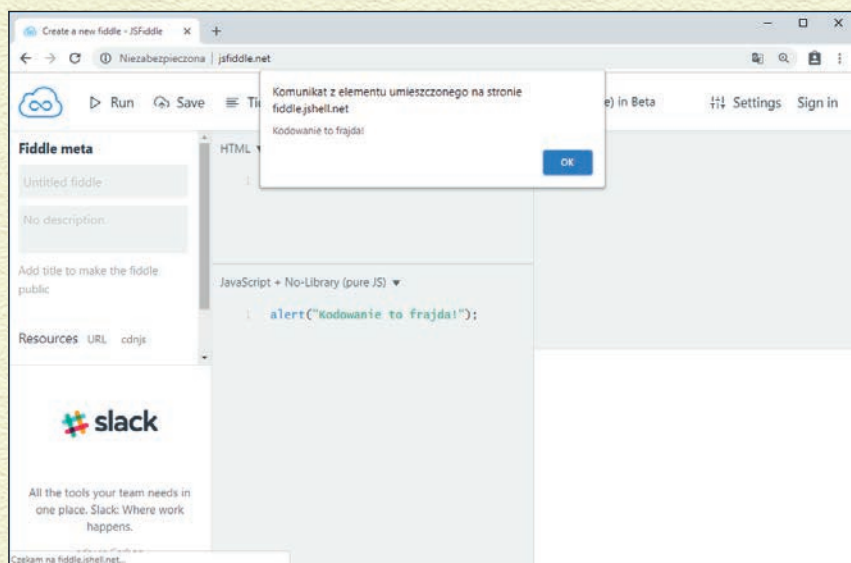 Create a new fiddle - JSFiddle
Niezabezpieczona | jsfiddle.net
Run Save Ti
e) in Beta
Settings Sign in
Komunikat z elementu umieszczonego na stronie
fiddle.jshell.net
Kodowanie to frajda!
OK
Fiddle meta
Untitled fiddle
No description
Add title to make the fiddle
public
Resources URL cdnjs
slack
All the tools your team needs in
one place. Slack: Where work
happens.
Czekam na fiddle.jshell.net...
HTML
1
JavaScript + No-Library (pure JS)
1 alert("Kodowanie to frajda!");